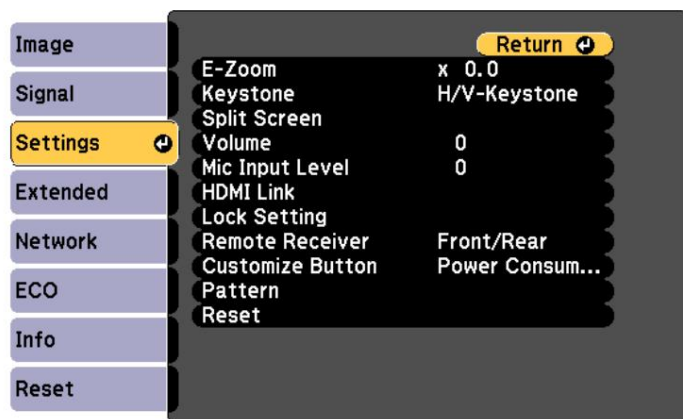 Image
Signal
Settings
Extended
Network
ECO
Info
Reset
Return
E-Zoom x 0.0
Keystone H/V-Keystone
Split Screen
Volume 0
Mic Input Level 0
HDMI Link
Lock Setting
Remote Receiver Front/Rear
Customize Button Power Consum...
Pattern
Reset